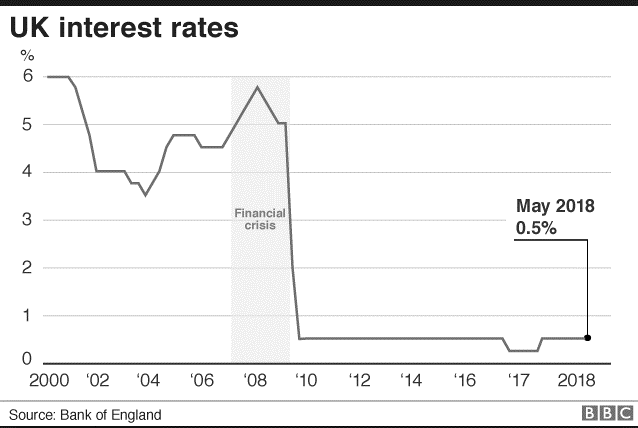 UK interest rates
%
6
5
4
3
2
1
0
Financial
crisis
May 2018
0.5%
2000 ‘02 ‘04 ‘06 ‘08 ‘10 ‘12 ‘14 ‘16 ‘17 2018
Source: Bank of England
BBC